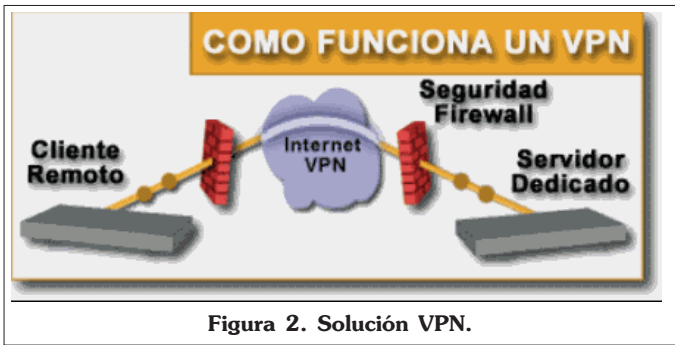 COMO FUNCIONA UN VPN
Seguridad
Firewall
Internet
VPN
Cliente
Remoto
Servidor
Dedicado
Figura 2. Solución VPN.